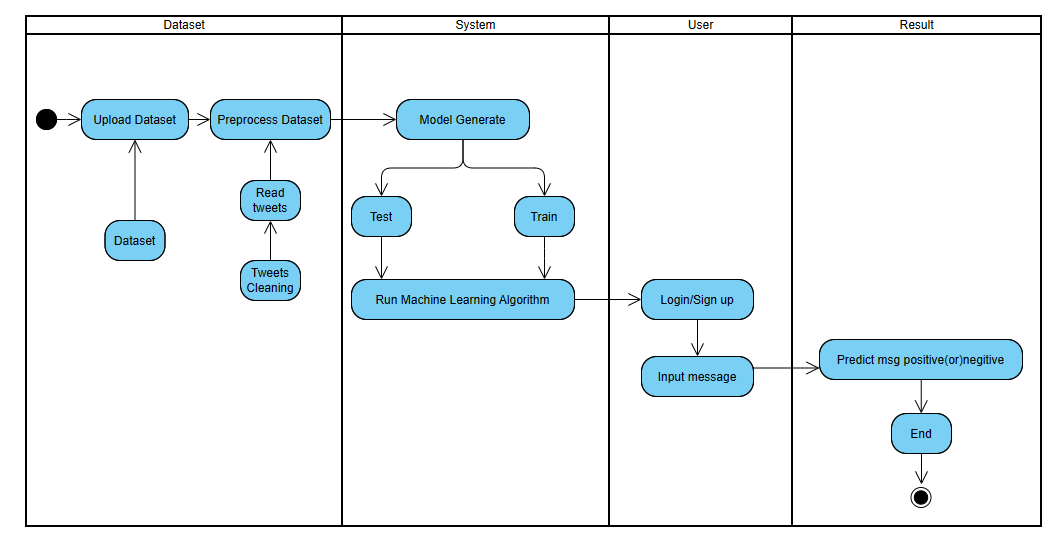 Dataset
System
User
Result
Upload Dataset
Preprocess Dataset
Model Generate
Read
tweets
Test
Train
Dataset
Tweets
Cleaning
Run Machine Learning Algorithm
Login/Sign up
Input message
Predict msg positive(or)negitive
End